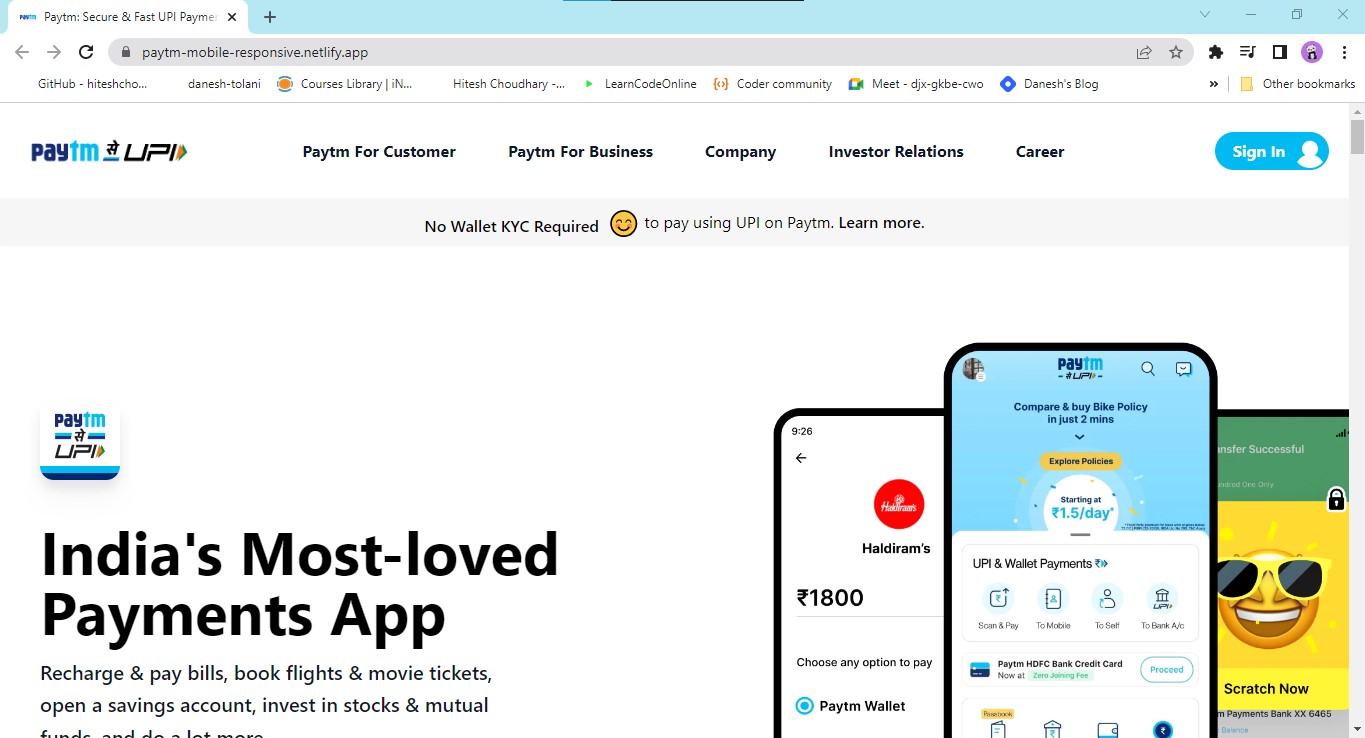 Paytm: Secure & Fast UPI Paymen
paytm-mobile-responsive.netlify.app
GitHub - hiteshcho... danesh-tolani Courses Library | iN... Hitesh Choudhary -... LearnCodeOnline Coder community Meet - djx-gkbe-cwo Danesh's Blog » Other bookmarks
paytm से UPI Paytm For Customer Paytm For Business Company Investor Relations Career Sign In
No Wallet KYC Required to pay using UPI on Paytm. Learn more.
paytm
से
UPI
India's Most-loved
Payments App
Recharge & pay bills, book flights & movie tickets,
open a savings account, invest in stocks & mutual
funds, and do a lot more
9:26
Haldiram's
Haldiram's
₹1800
Choose any option to pay
Paytm Wallet
paytm
से UPI
Compare & buy Bike Policy
in just 2 mins
Explore Policies
Starting at
₹1.5/day*
UPI & Wallet Payments
Scan & Pay To Mobile To Self To Bank A/c
UPI
Paytm HDFC Bank Credit Card
Now at Zero Joining Fee
Proceed
Passbook
nsfer Successful
undred One Only
Scratch Now
m Payments Bank XX 6465
Balance